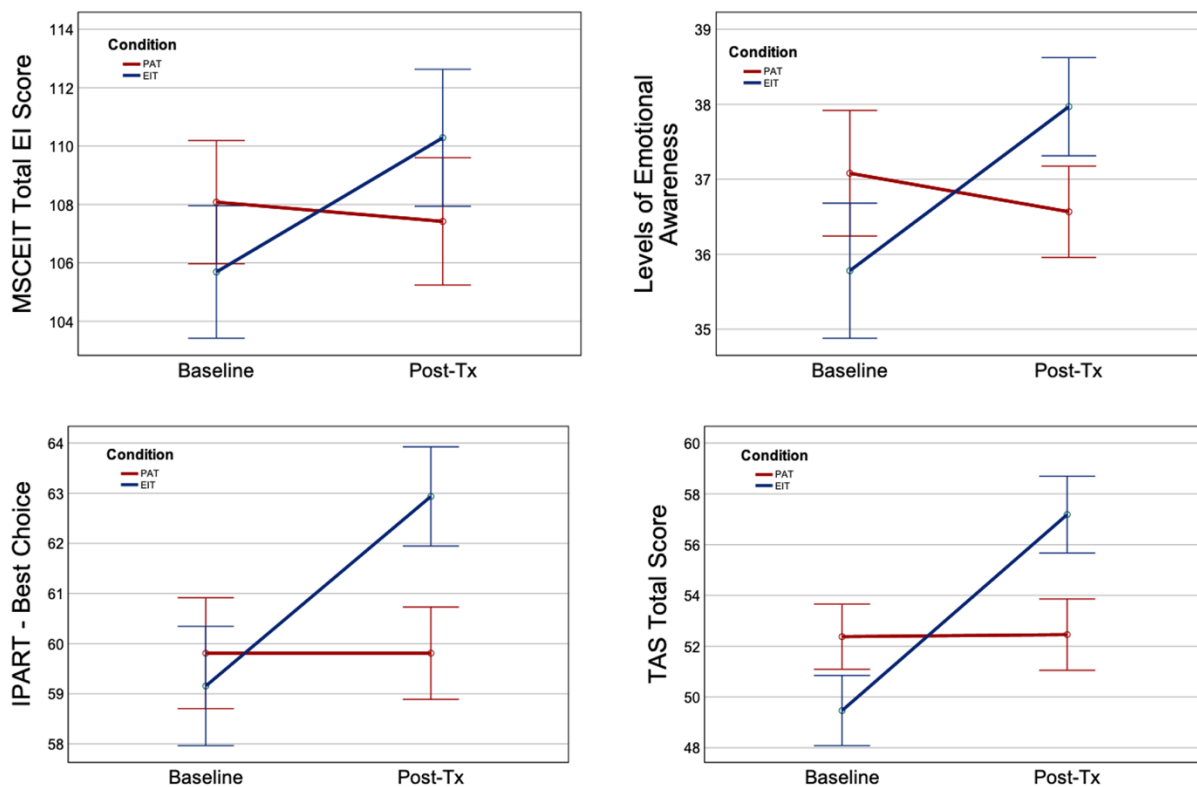 MSCEIT Total EI Score
114
112
110
108
106
104
Condition
PAT
EIT
Baseline
Post-Tx
Levels of Emotional
Awareness
39
38
37
36
35
Condition
PAT
EIT
Baseline
Post-Tx
IPART - Best Choice
64
63
62
61
60
59
58
Condition
PAT
EIT
Baseline
Post-Tx
TAS Total Score
60
58
56
54
52
50
48
Condition
PAT
EIT
Baseline
Post-Tx